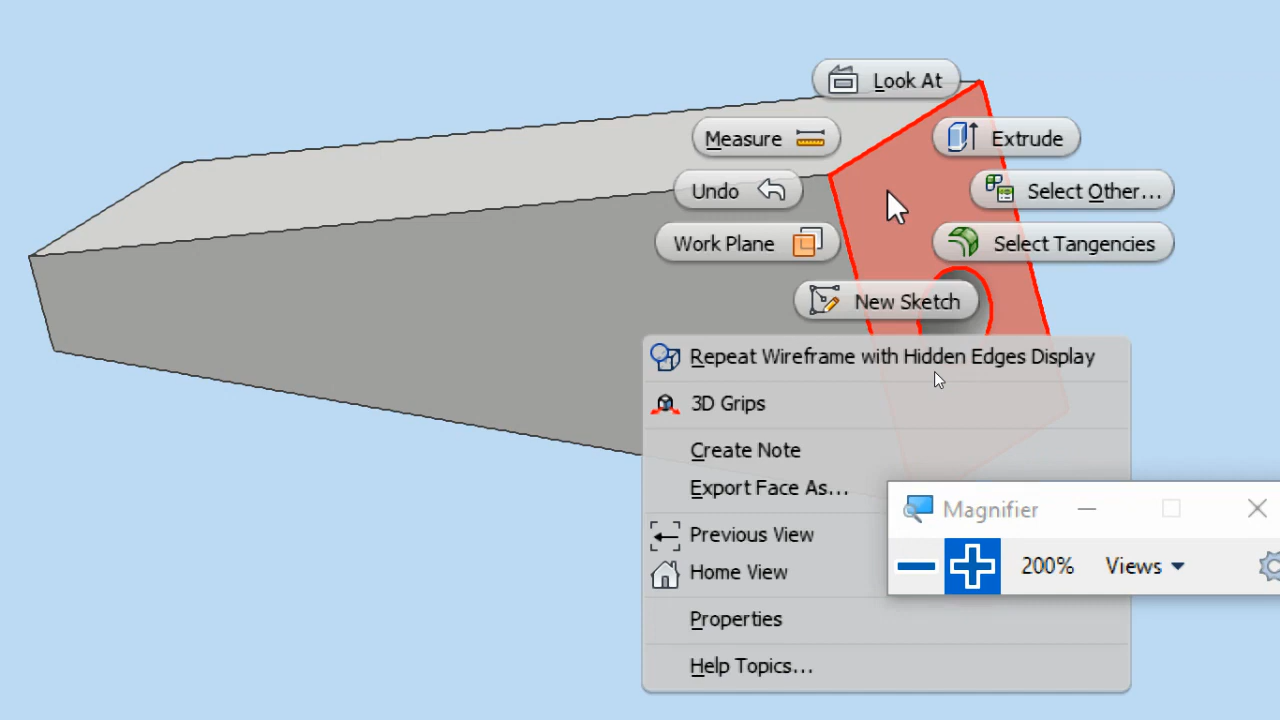 Look At
Measure
Extrude
Undo
Select Other...
Work Plane
Select Tangencies
New Sketch
Repeat Wireframe with Hidden Edges Display
3D Grips
Create Note
Export Face As...
Magnifier
Previous View
200% Views
Home View
Properties
Help Topics...